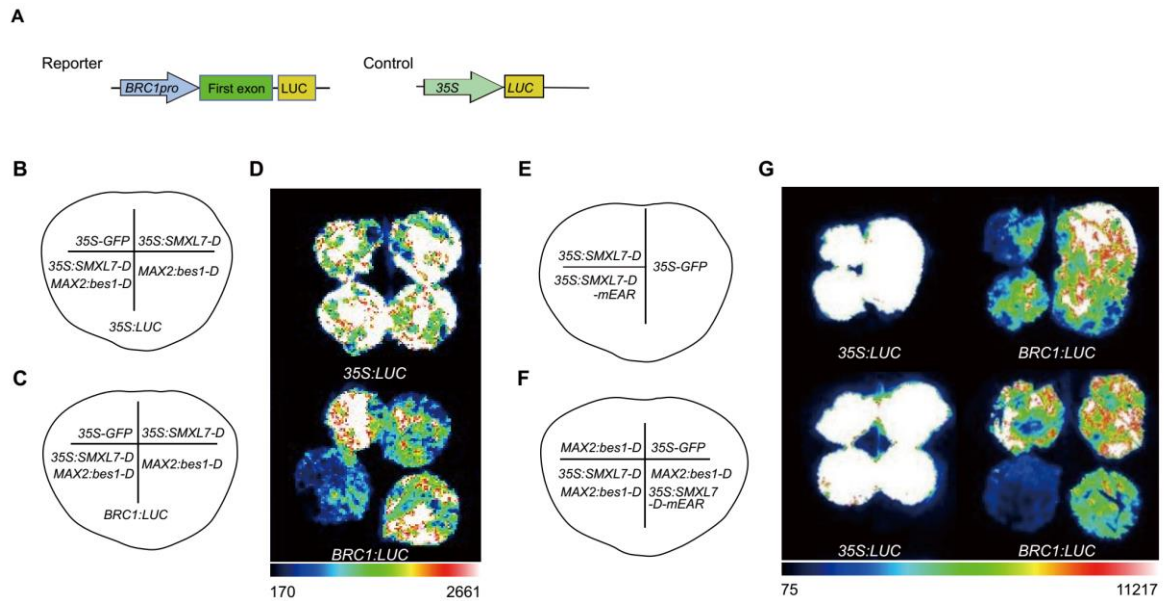 A
Reporter
BRC1pro
First exon
LUC
Control
35S
LUC
B
35S-GFP
35S:SMXL7-D
35S:SMXL7-D
MAX2:bes1-D
MAX2:bes1-D
35S:LUC
C
35S-GFP
35S:SMXL7-D
35S:SMXL7-D
MAX2:bes1-D
MAX2:bes1-D
BRC1:LUC
D
35S:LUC
BRC1:LUC
170
2661
E
35S:SMXL7-D
35S:SMXL7-D
-mEAR
35S-GFP
F
MAX2:bes1-D
35S-GFP
35S:SMXL7-D
MAX2:bes1-D
MAX2:bes1-D
35S:SMXL7
-D-mEAR
G
35S:LUC
BRC1:LUC
35S:LUC
BRC1:LUC
75
11217